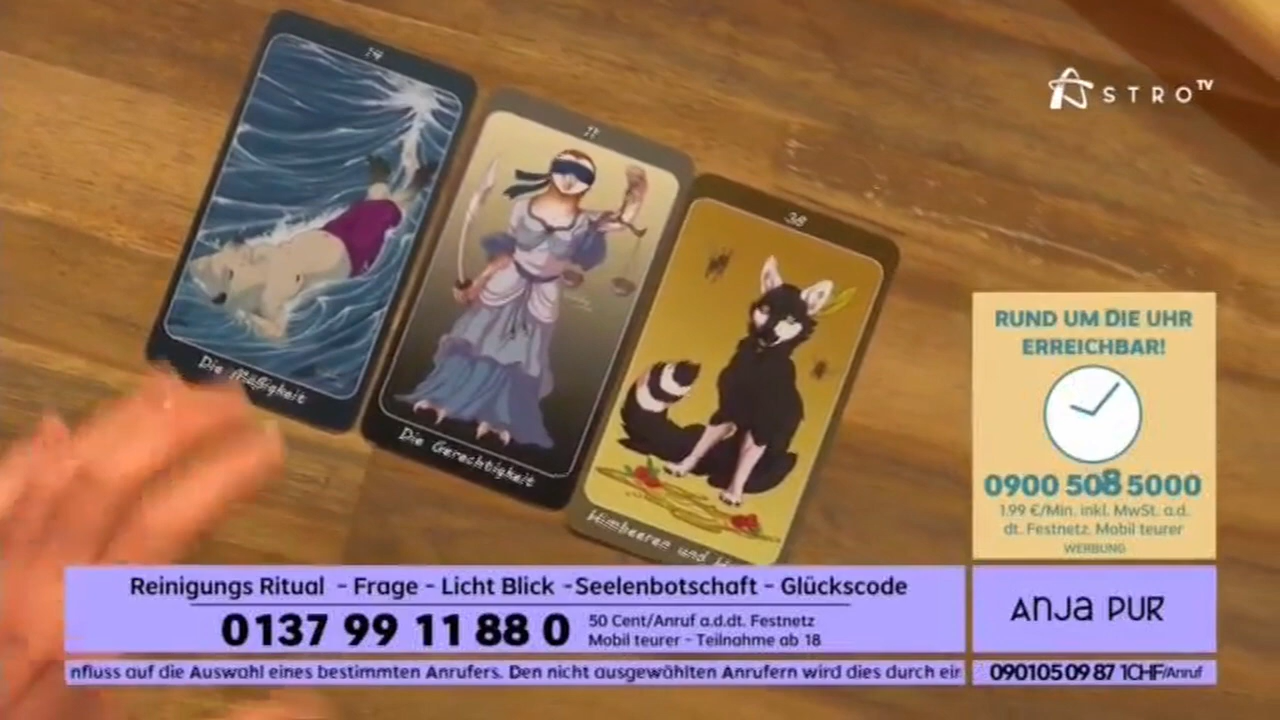 14
Die Mäßigkeit
11
Die Gerechtigkeit
38
Himbeeren und
ASTRO TV
RUND UM DIE UHR
ERREICHBAR!
0900 508 5000
1.99 €/Min. inkl. MwSt. a.d.
dt. Festnetz. Mobil teurer
WERBUNG
Reinigungs Ritual - Frage - Licht Blick -Seelenbotschaft - Glückscode
0137 99 11 88 0
50 Cent/Anruf a.d.dt. Festnetz
Mobil teurer - Teilnahme ab 18
ANJA PUR
nfluss auf die Auswahl eines bestimmten Anrufers. Den nicht ausgewählten Anrufern wird dies durch ein
090105 09 87 1CHF/Anruf